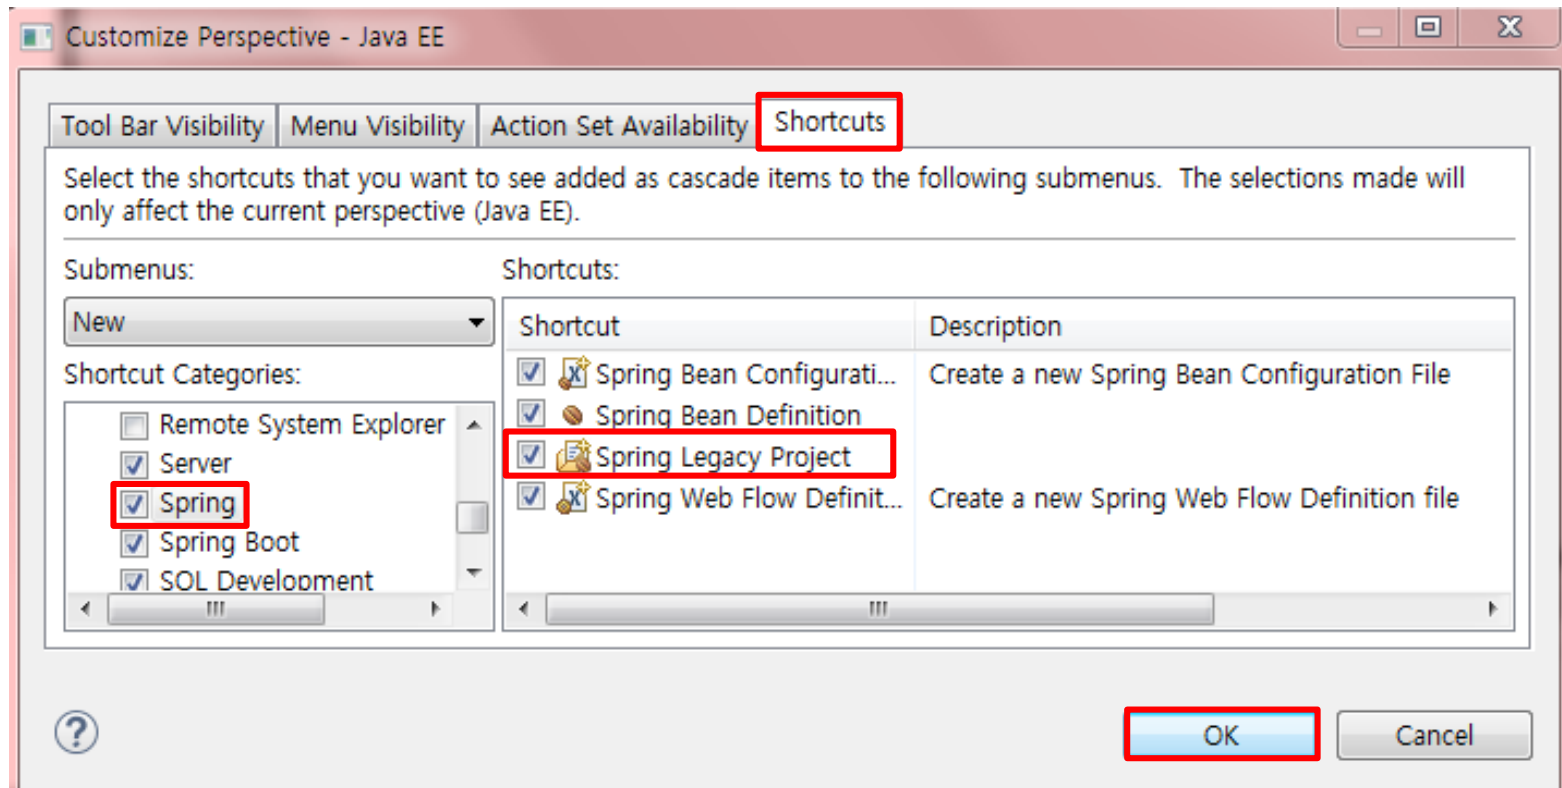 Customize Perspective - Java EE
Tool Bar Visibility Menu Visibility Action Set Availability Shortcuts
Select the shortcuts that you want to see added as cascade items to the following submenus. The selections made will
only affect the current perspective (Java EE).
Submenus:
New
Shortcut Categories:
Remote System Explorer
Server
Spring
Spring Boot
SQL Development
Shortcuts:
Shortcut Description
Spring Bean Configurati... Create a new Spring Bean Configuration File
Spring Bean Definition
Spring Legacy Project
Spring Web Flow Definit... Create a new Spring Web Flow Definition file
?
OK Cancel